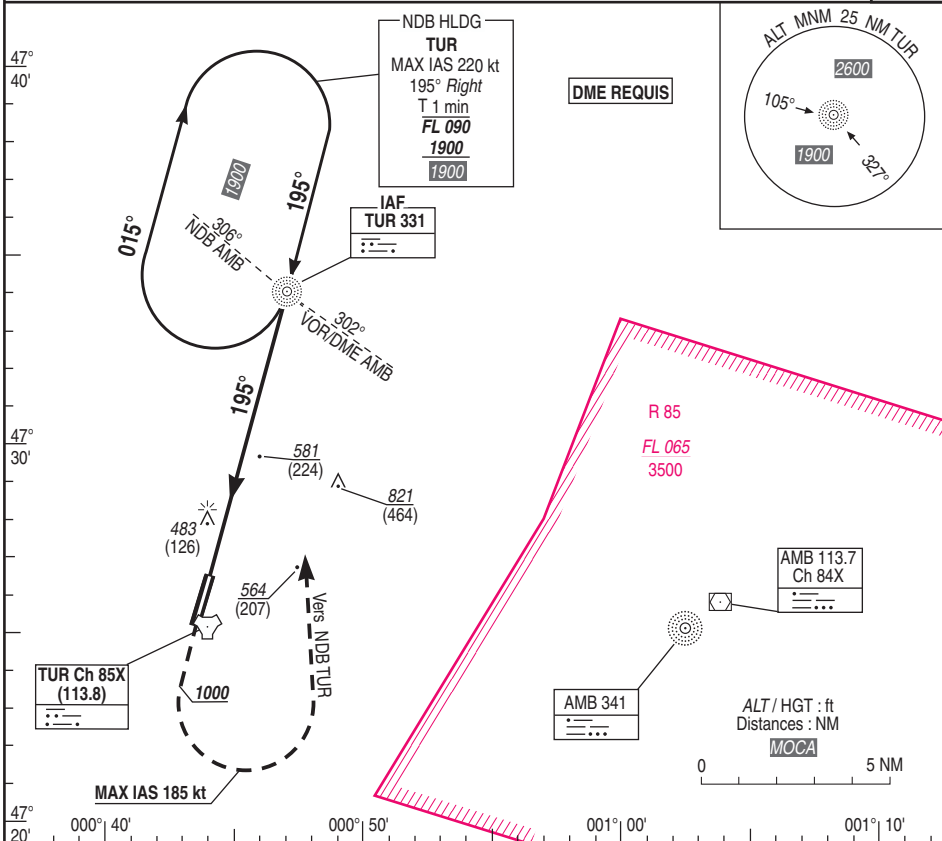 NDB HLDG
TUR
MAX IAS 220 kt
195° Right
T 1 min
FL 090
1900
1900
DME REQUIS
ALT MNM 25 NM TUR
2600
105°
1900
327°
47°
40'
1900
195°
015°
306°
NDB AMB
IAF
TUR 331
302°
VOR/DME AMB
195°
R 85
FL 065
3500
47°
30'
581
(224)
821
(464)
483
(126)
564
(207)
Vers NDB TUR
AMB 113.7
Ch 84X
TUR Ch 85X
(113.8)
1000
AMB 341
ALT / HGT : ft
Distances : NM
MOCA
0 5 NM
MAX IAS 185 kt
47°
20'
000° 40'
000° 50'
001° 00'
001° 10'